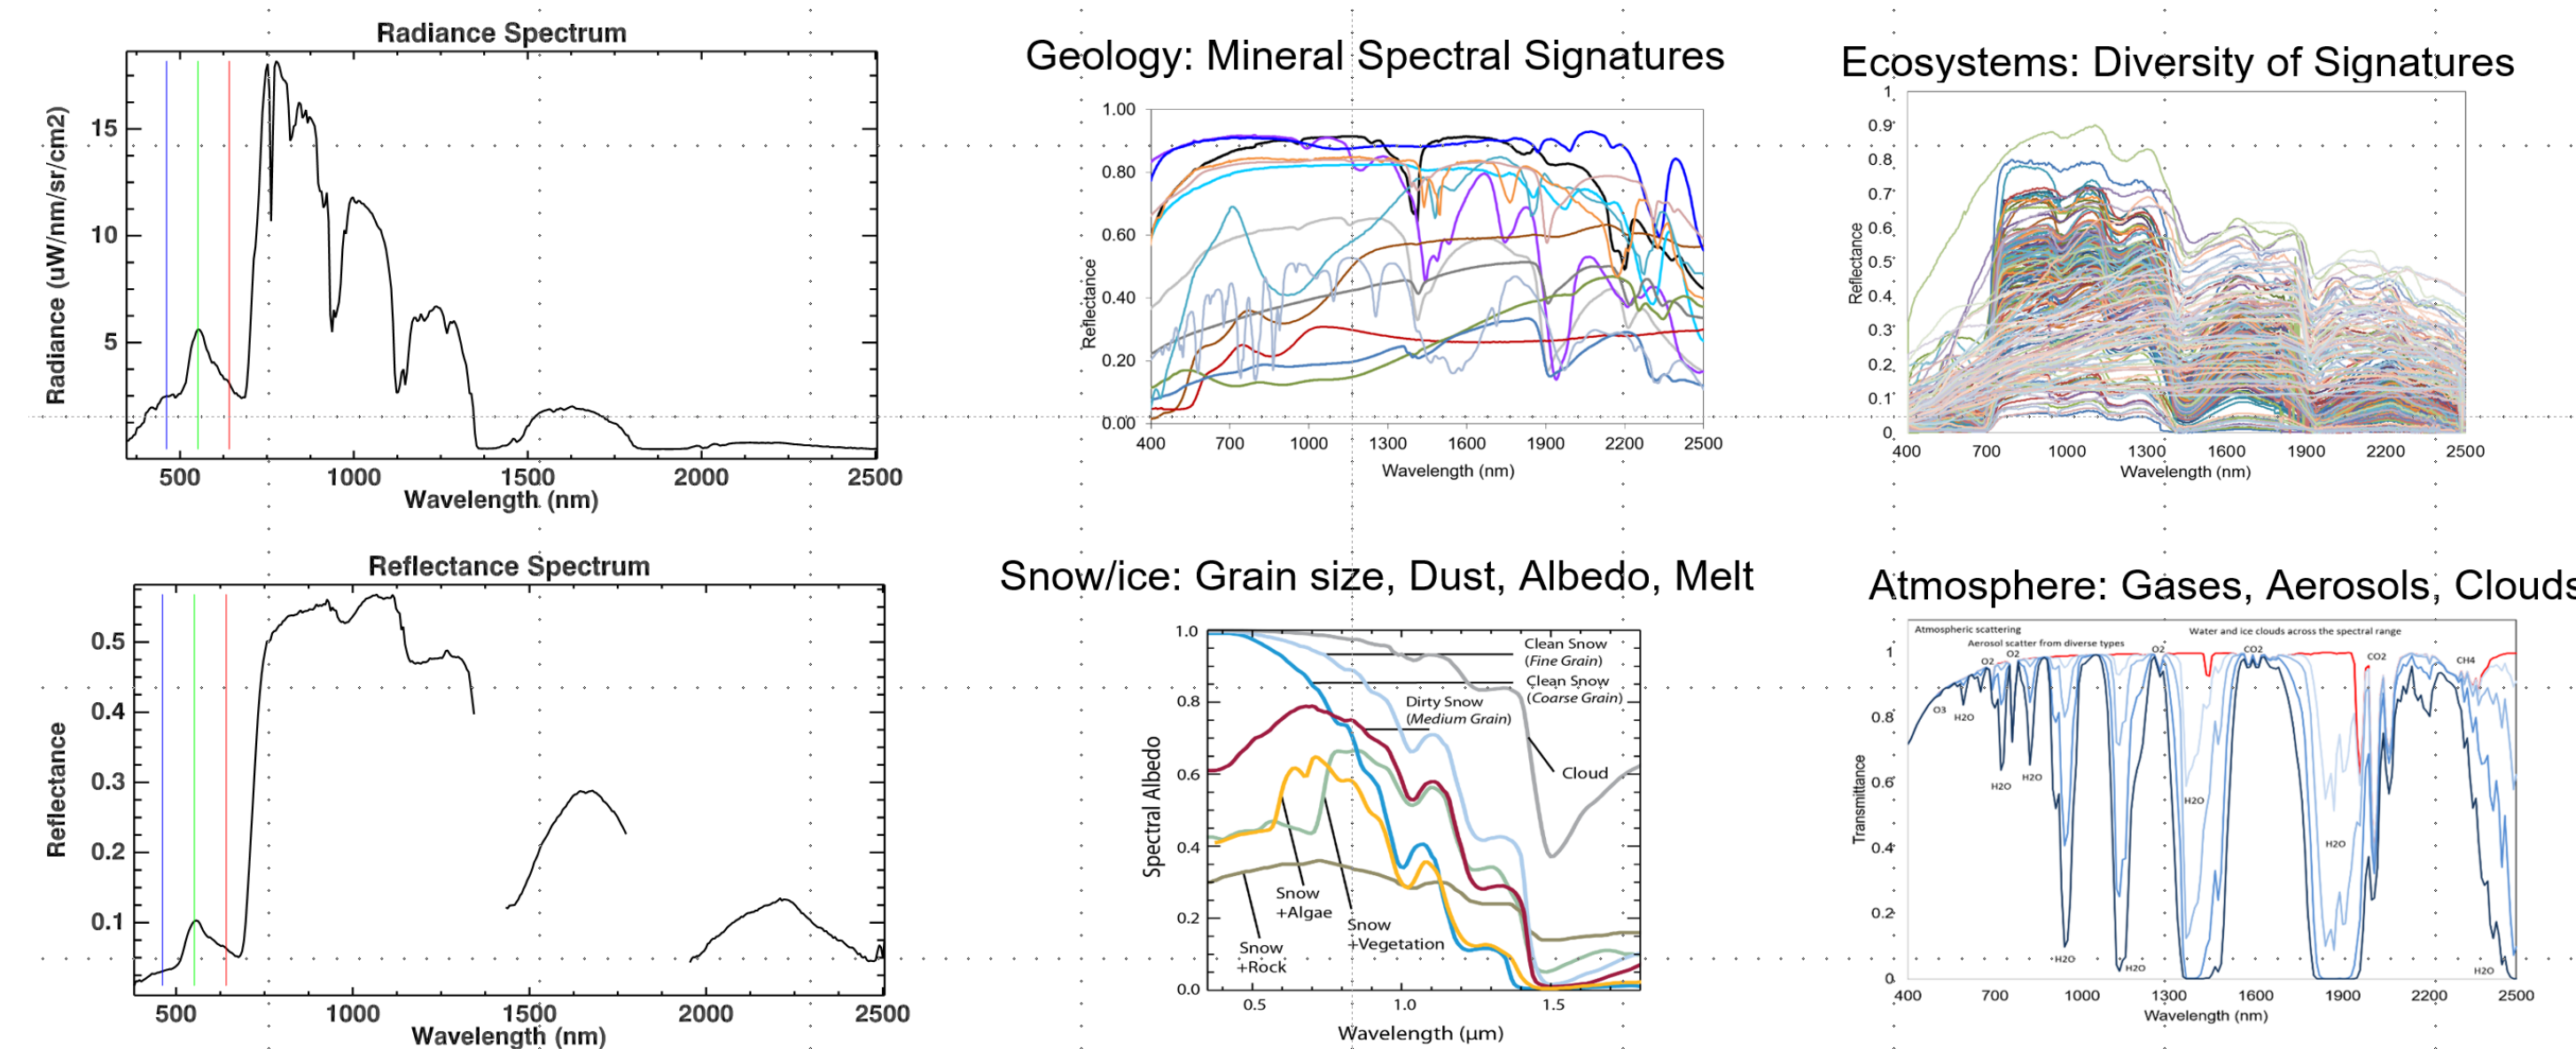 Radiance Spectrum
Radiance (uW/nm/sr/cm2)
15
10
5
500 1000 1500 2000 2500
Wavelength (nm)
Geology: Mineral Spectral Signatures
Reflectance
1.00
0.80
0.60
0.40
0.20
0.00
400 700 1000 1300 1600 1900 2200 2500
Wavelength (nm)
Ecosystems: Diversity of Signatures
Reflectance
1
0.9
0.8
0.7
0.6
0.5
0.4
0.3
0.2
0.1
0
400 700 1000 1300 1600 1900 2200 2500
Wavelength (nm)
Reflectance Spectrum
Reflectance
0.5
0.4
0.3
0.2
0.1
500 1000 1500 2000 2500
Wavelength (nm)
Snow/ice: Grain size, Dust, Albedo, Melt
Spectral Albedo
1.0
0.8
0.6
0.4
0.2
0.0
Clean Snow
(Fine Grain)
Clean Snow
(Coarse Grain)
Dirty Snow
(Medium Grain)
Cloud
Snow
+Algae
Snow
+Vegetation
Snow
+Rock
0.5 1.0 1.5
Wavelength (μm)
Atmosphere: Gases, Aerosols, Clouds
Atmospheric scattering
Water and ice clouds across the spectral range
Aerosol scatter from diverse types
Transmittance
1
0.8
0.6
0.4
0.2
0
O3
H2O
O2
O2
H2O
H2O
H2O
H2O
O2
H2O
CO2
H2O
CO2
CH4
H2O
400 700 1000 1300 1600 1900 2200 2500
Wavelength (nm)